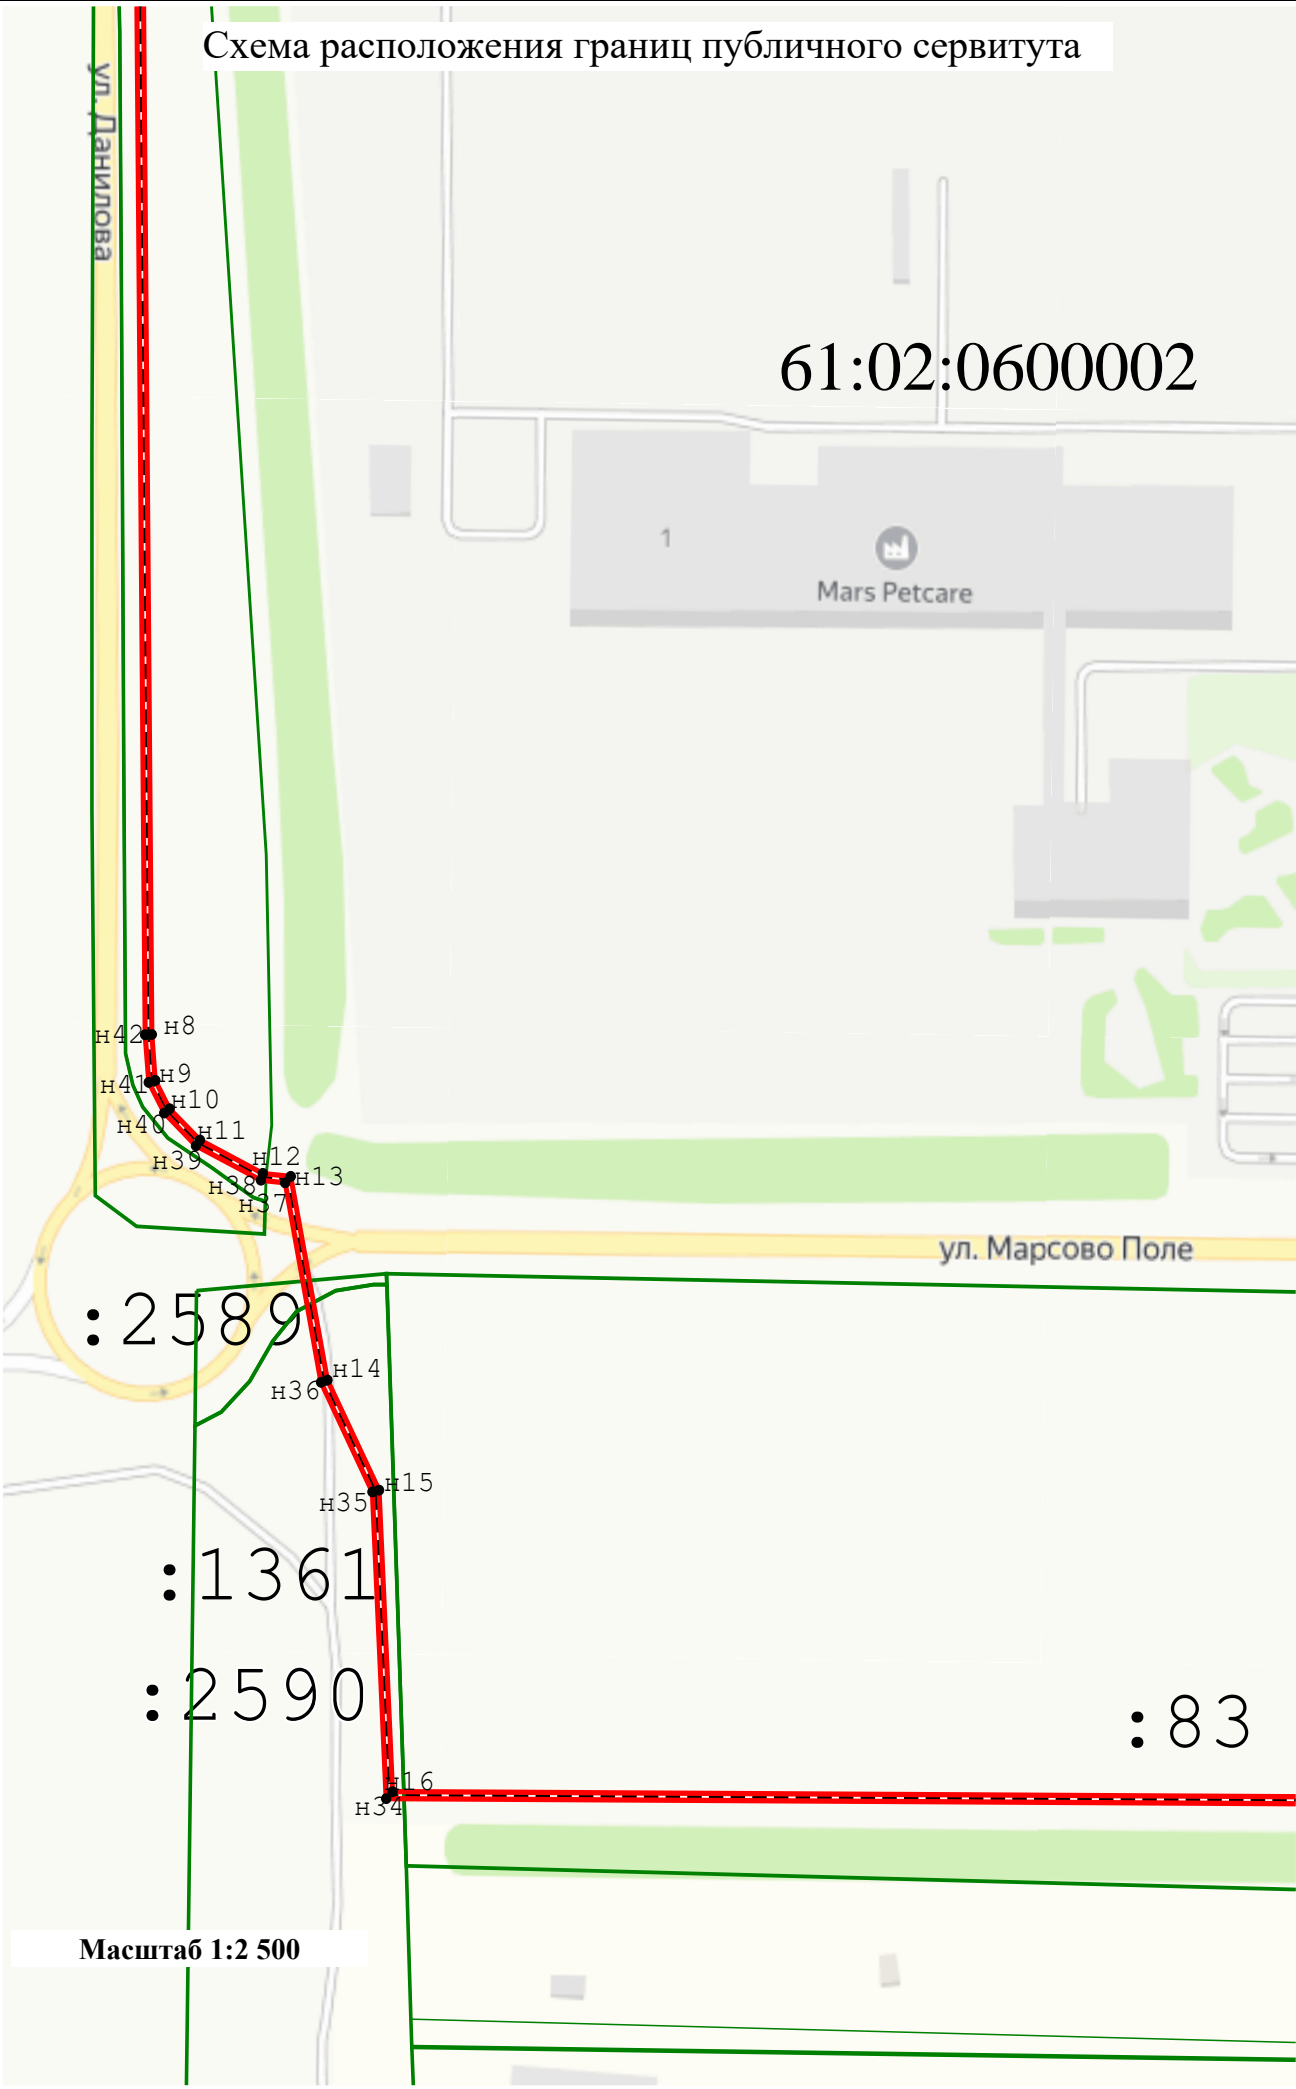 Схема расположения границ публичного сервитута
ул. Данилова
61:02:0600002
1
Mars Petcare
н8
н42
н9
н41
н10
н40
н11
н39
н12
н13
н38
н37
ул. Марсово Поле
:2589
н14
н36
н15
н35
:1361
:2590
:83
н16
н34
Масштаб 1:2 500